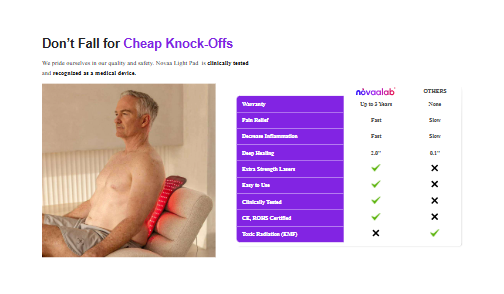 Don't Fall for Cheap Knock-Offs
We pride ourselves in our quality and safety. Novaa Light Pad is clinically tested
and recognized as a medical device.
novaalab OTHERS
Warranty Up to 3 Years None
Pain Relief Fast Slow
Decrease Inflammation Fast Slow
Deep Healing 2.0" 0.1"
Extra Strength Lasers
Easy to Use
Clinically Tested
CE, ROHS Certified
Toxic Radiation (EMF)